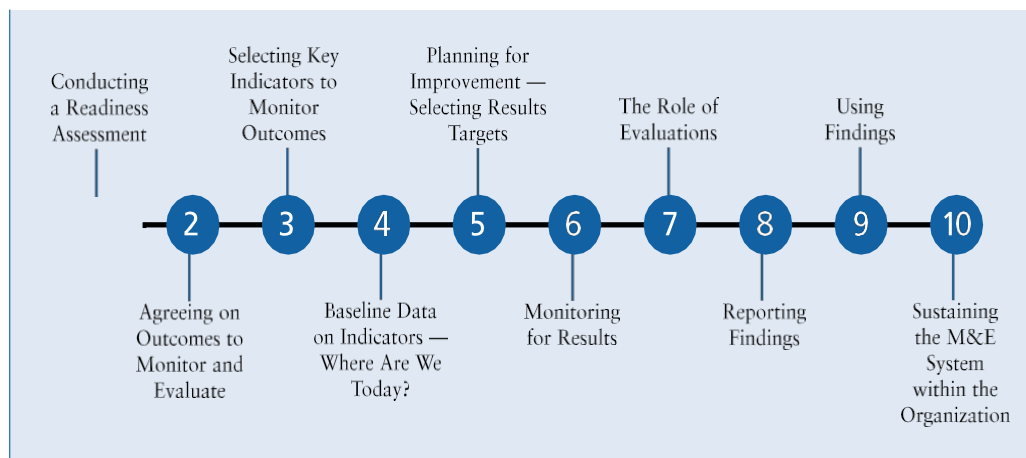 Conducting
a Readiness
Assessment
Selecting Key
Indicators to
Monitor
Outcomes
Planning for
Improvement —
Selecting Results
Targets
The Role of
Evaluations
Using
Findings
2
3
4
5
6
7
8
9
10
Agreeing on
Outcomes to
Monitor and
Evaluate
Baseline Data
on Indicators —
Where Are We
Today?
Monitoring
for Results
Reporting
Findings
Sustaining
the M&E
System
within the
Organization